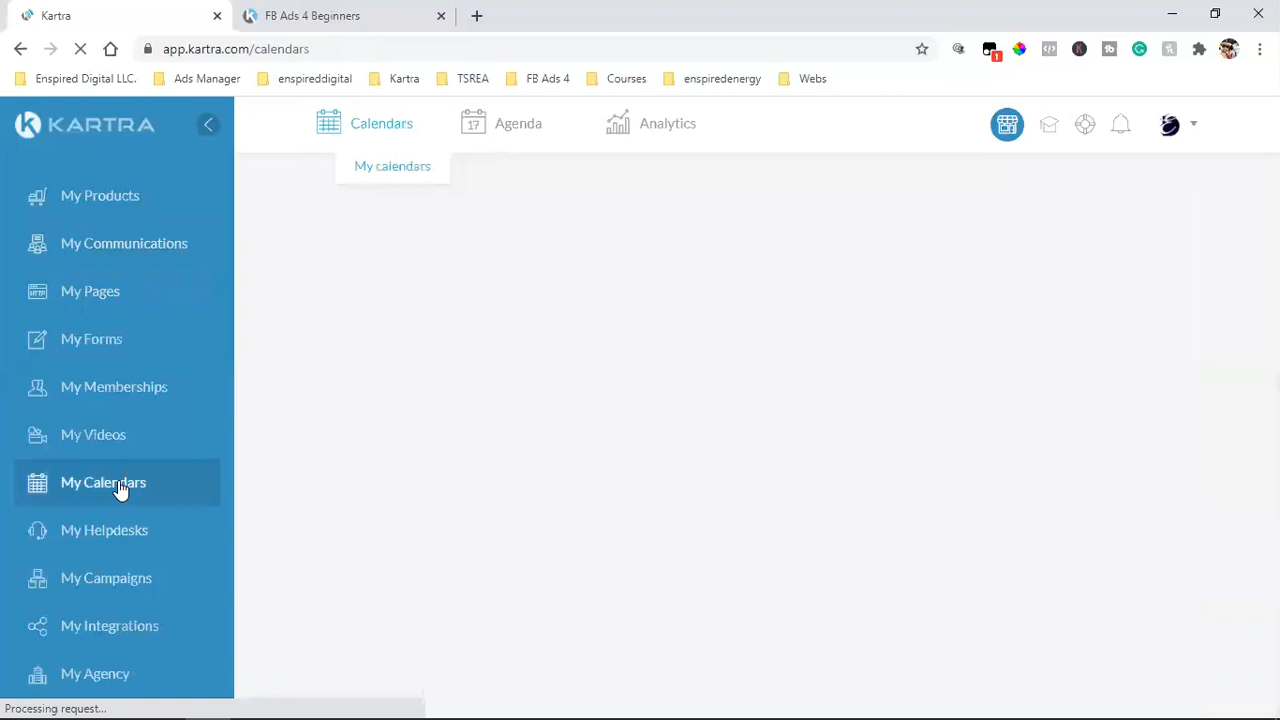 Kartra
FB Ads 4 Beginners
app.kartra.com/calendars
1
Enspired Digital LLC.
Ads Manager
enspireddigital
Kartra
TSREA
FB Ads 4
Courses
enspiredenergy
Webs
KARTRA
Calendars
17
Agenda
Analytics
My calendars
My Products
My Communications
HTTP
My Pages
My Forms
My Memberships
My Videos
My Calendars
My Helpdesks
My Campaigns
My Integrations
My Agency
Processing request...